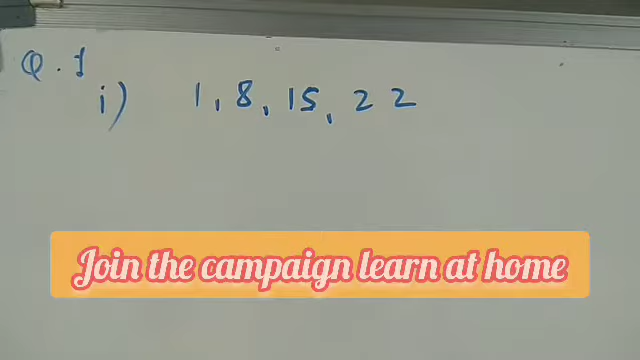 Q.1
i) 1, 8, 15, 22
Join the campaign learn at home